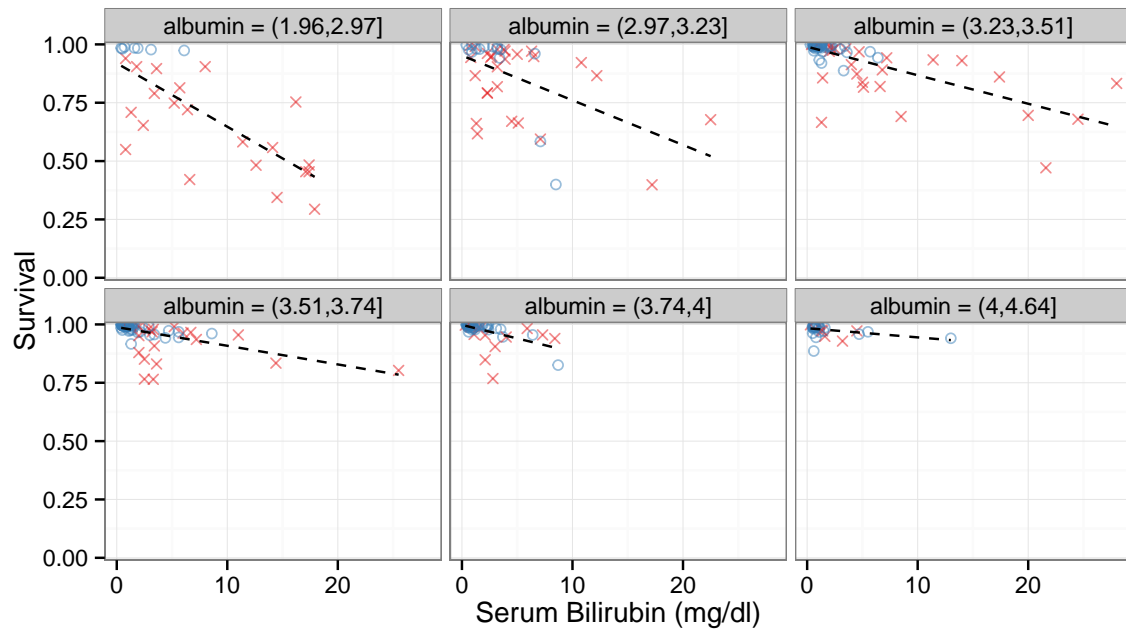 albumin = (1.96,2.97]
albumin = (2.97,3.23]
albumin = (3.23,3.51]
1.00
0.75
0.50
0.25
0.00
albumin = (3.51,3.74]
albumin = (3.74,4]
albumin = (4,4.64]
1.00
0.75
0.50
0.25
0.00
Survival
0 10 20
0 10 20
0 10 20
Serum Bilirubin (mg/dl)